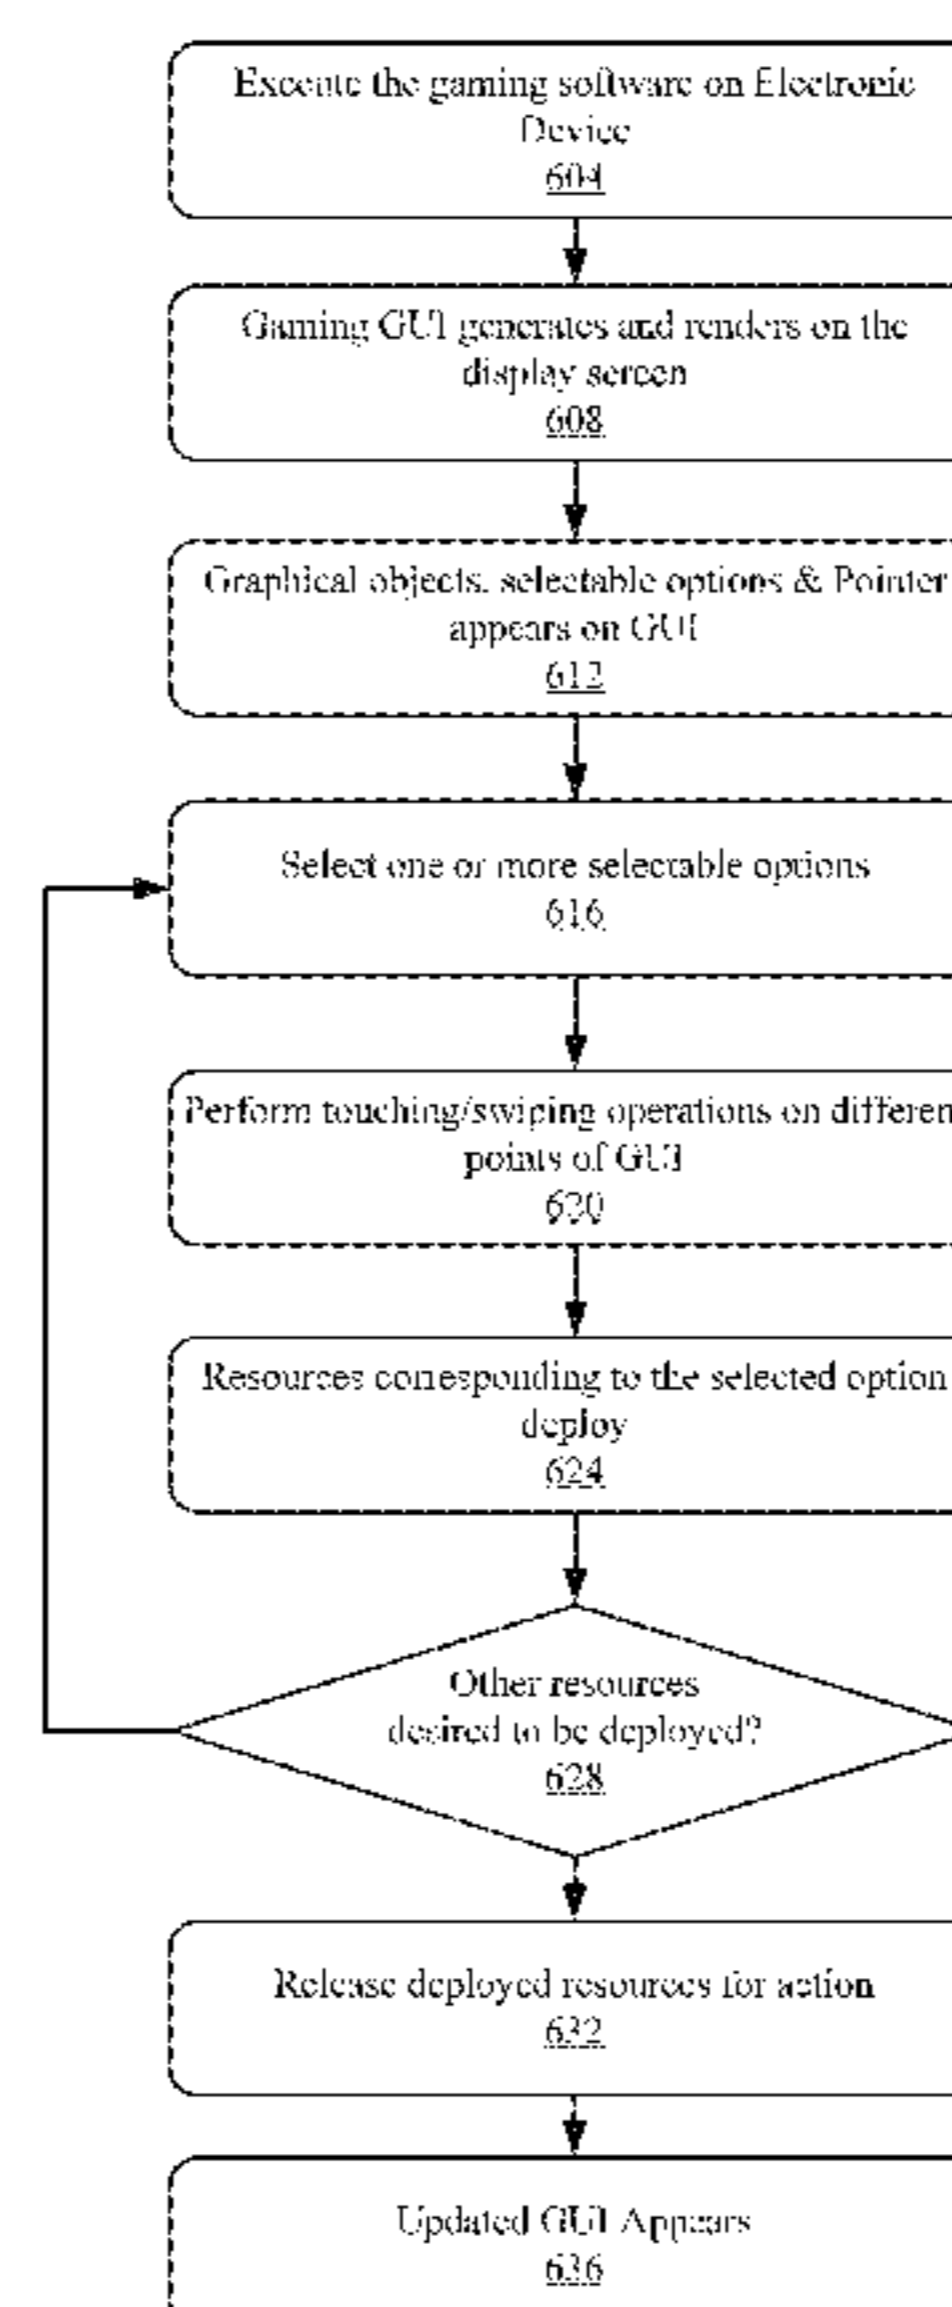 Execute the gaming software on Electronic
Device
604
Gaming GUI generates and renders on the
display screen
608
Graphical objects, selectable options & Pointer
appears on GUI
612
Select one or more selectable options
616
Perform touching/swiping operations on differen
points of GUI
620
Resources corresponding to the selected option
deploy
624
Other resources
desired to be deployed?
628
Release deployed resources for action
632
Updated GUI Appears
636